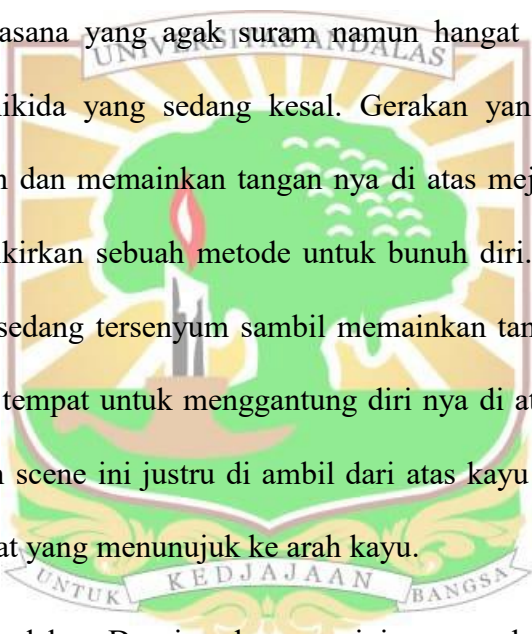 asana yang agak suram namun hangat
UNIVERSITAS ANDALAS
ikida yang sedang kesal. Gerakan yan
n dan memainkan tangan nya di atas mej
kirkan sebuah metode untuk bunuh diri.
sedang tersenyum sambil memainkan tan
tempat untuk menggantung diri nya di at
n scene ini justru di ambil dari atas kayu
at yang menunujuk ke arah kayu.
UNTUK KEDJAJAAN BANGSA